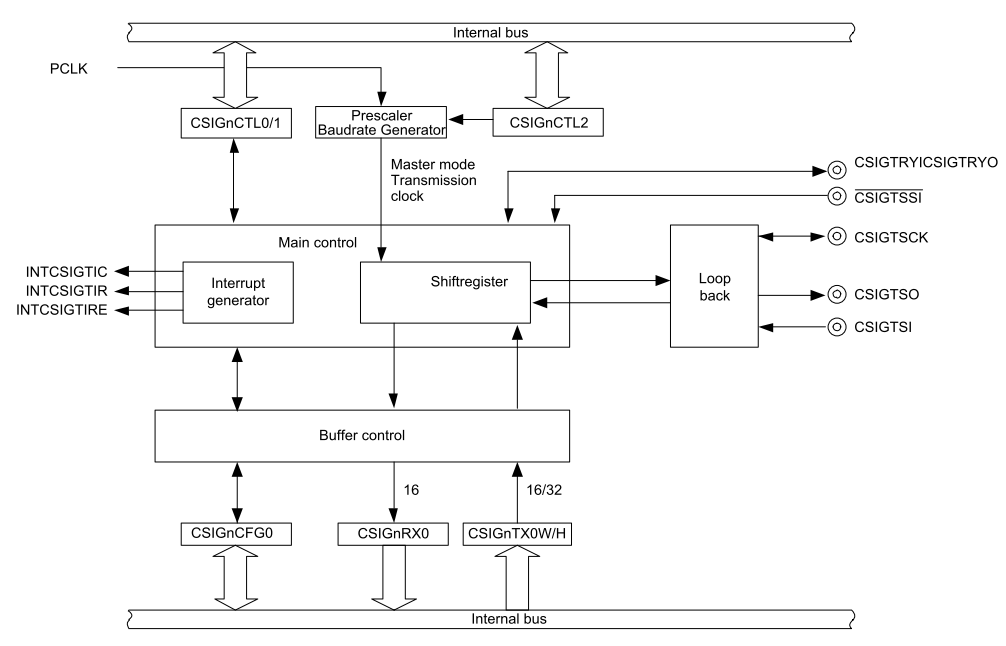 Internal bus
PCLK
CSIGnCTL0/1
Prescaler
Baudrate Generator
CSIGnCTL2
Master mode
Transmission
clock
CSIGTRYICSIGTRYO
CSIGTSSI
Main control
CSIGTSCK
INTCSIGTIC
INTCSIGTIR
INTCSIGTIRE
Interrupt
generator
Shiftregister
Loop
back
CSIGTSO
CSIGTSI
Buffer control
16
16/32
CSIGnCFG0
CSIGnRX0
CSIGnTX0W/H
Internal bus